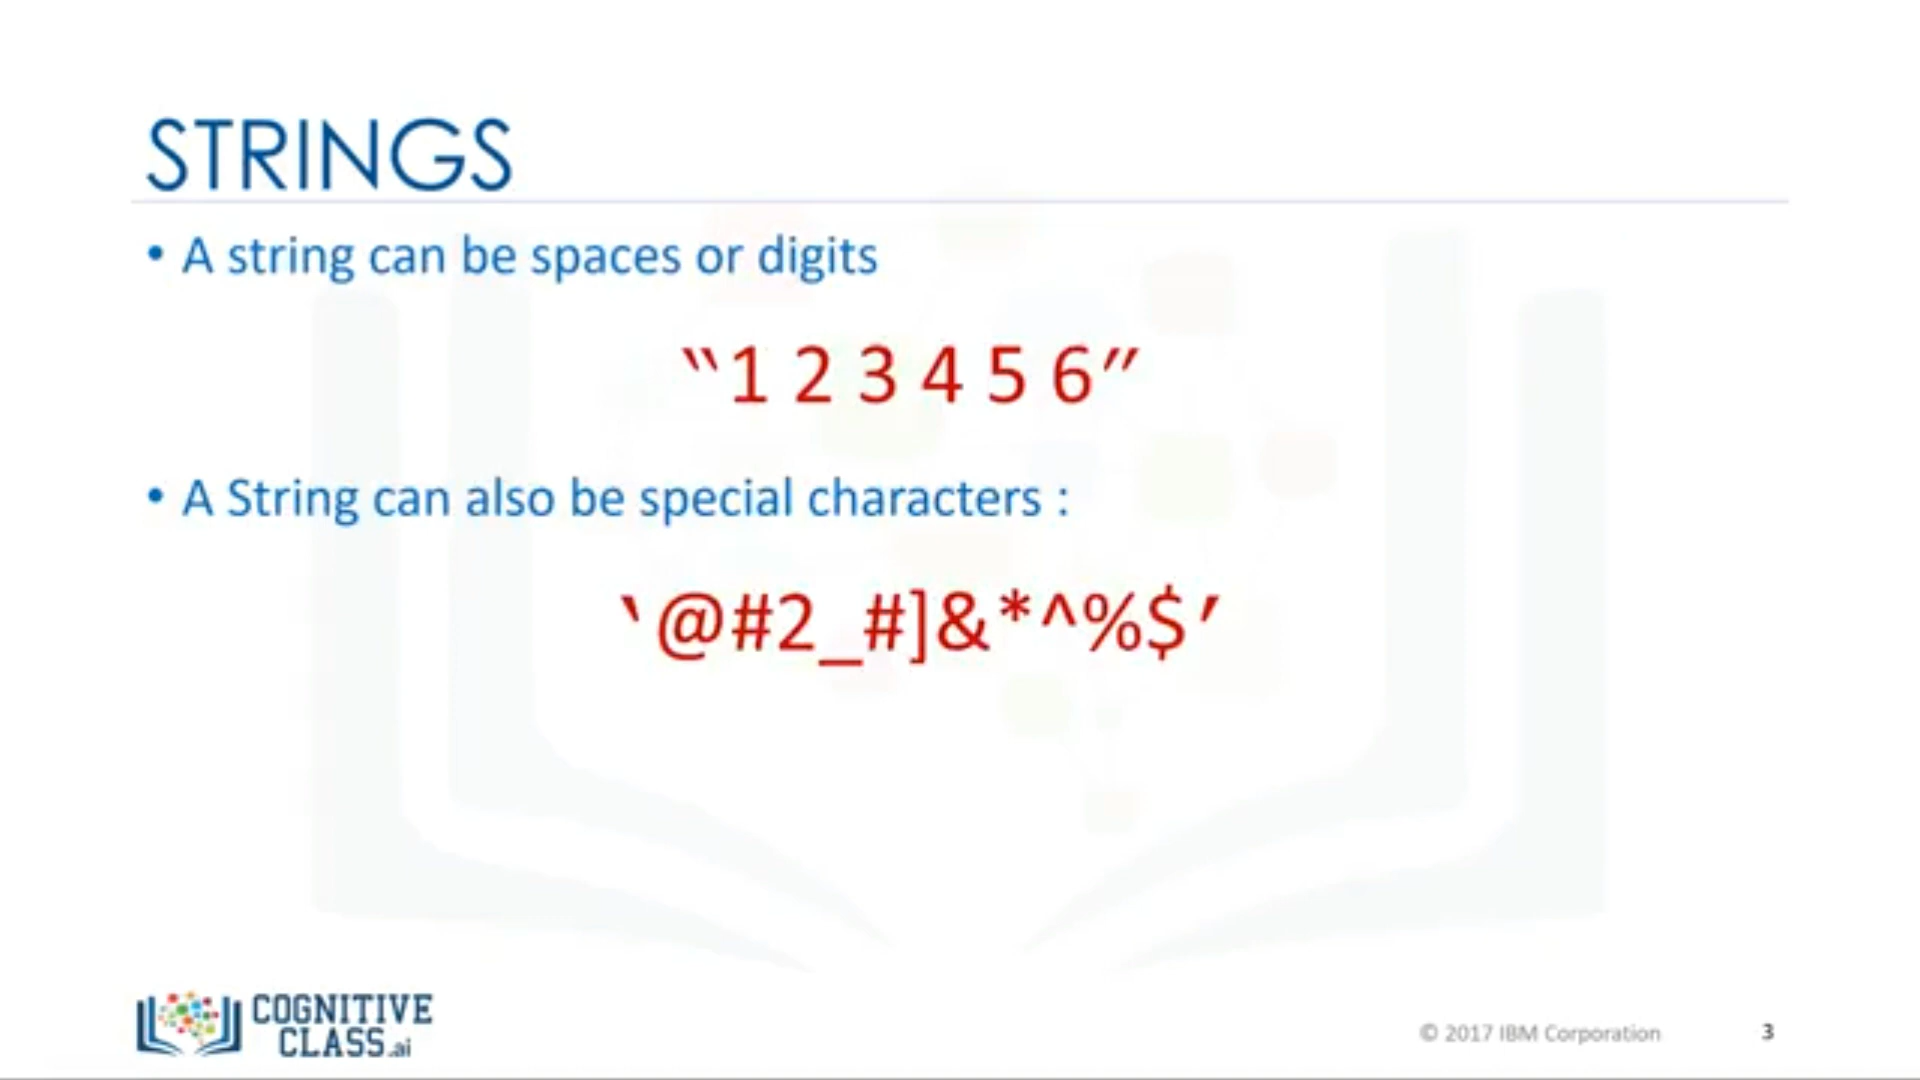 STRINGS
• A string can be spaces or digits
‟1 2 3 4 5 6”
• A String can also be special characters :
‛@#2_#]&*^%$’
COGNITIVE
CLASS.ai
© 2017 IBM Corporation 3